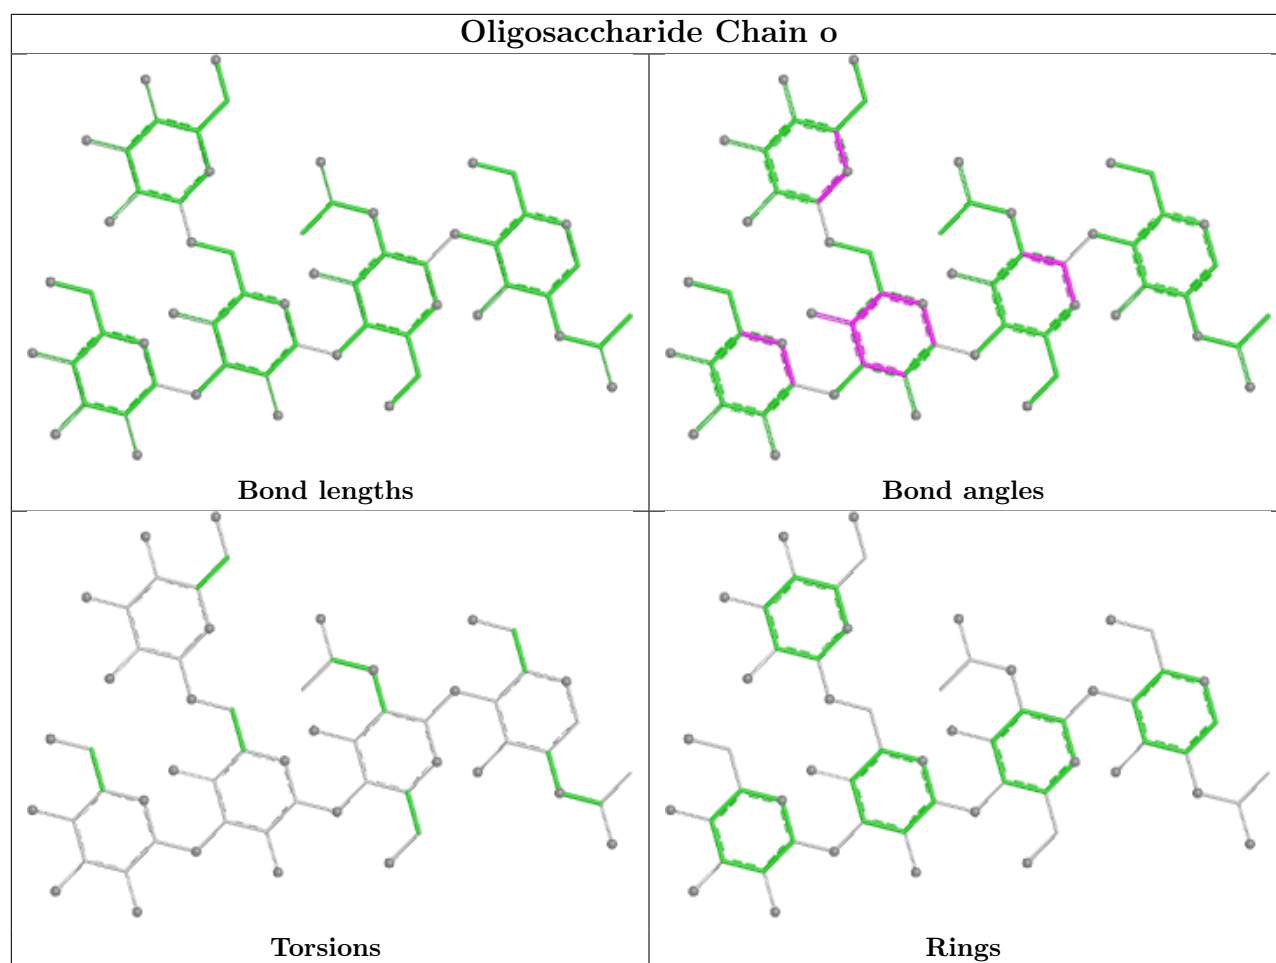 Oligosaccharide Chain o
Bond lengths
Bond angles
Torsions
Rings